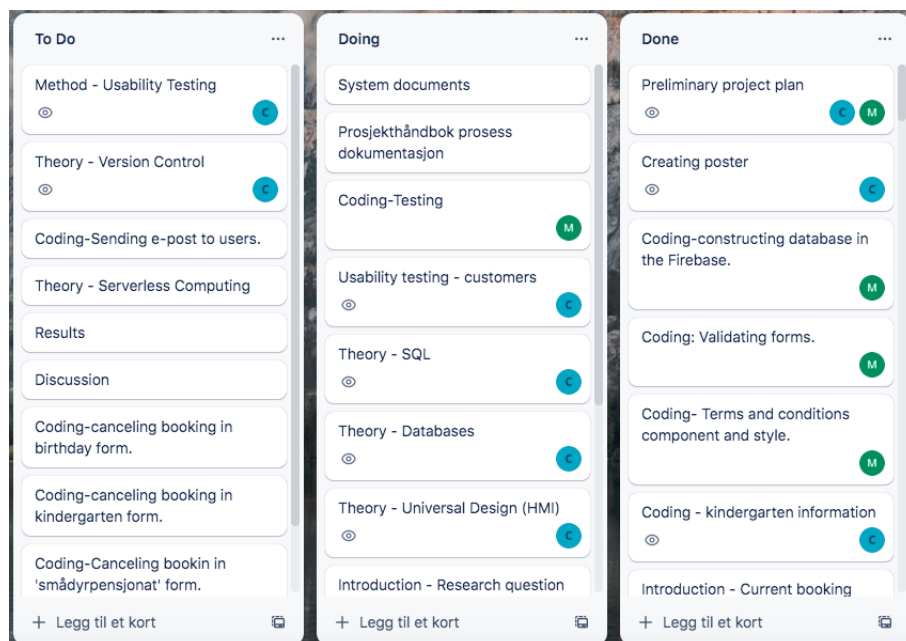 To Do
Method - Usability Testing
C
Theory - Version Control
C
Coding-Sending e-post to users.
Theory - Serverless Computing
Results
Discussion
Coding-canceling booking in
birthday form.
Coding-canceling booking in
kindergarten form.
Coding-Canceling bookin in
'smådyrpensjonat' form.
+ Legg til et kort
Doing
System documents
Prosjekthåndbok prosess
dokumentasjon
Coding-Testing
M
Usability testing - customers
C
Theory - SQL
C
Theory - Databases
C
Theory - Universal Design (HMI)
C
Introduction - Research question
+ Legg til et kort
Done
Preliminary project plan
C M
Creating poster
C
Coding-constructing database in
the Firebase.
M
Coding: Validating forms.
M
Coding- Terms and conditions
component and style.
M
Coding - kindergarten information
C
Introduction - Current booking
+ Legg til et kort